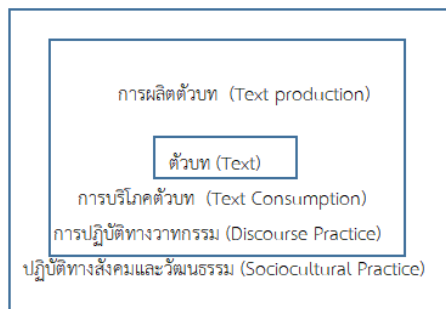 การผลิตตัวบท (Text production)
ตัวบท (Text)
การบริโภคตัวบท (Text Consumption)
การปฏิบัติทางวาทกรรม (Discourse Practice)
ปฏิบัติทางสังคมและวัฒนธรรม (Sociocultural Practice)